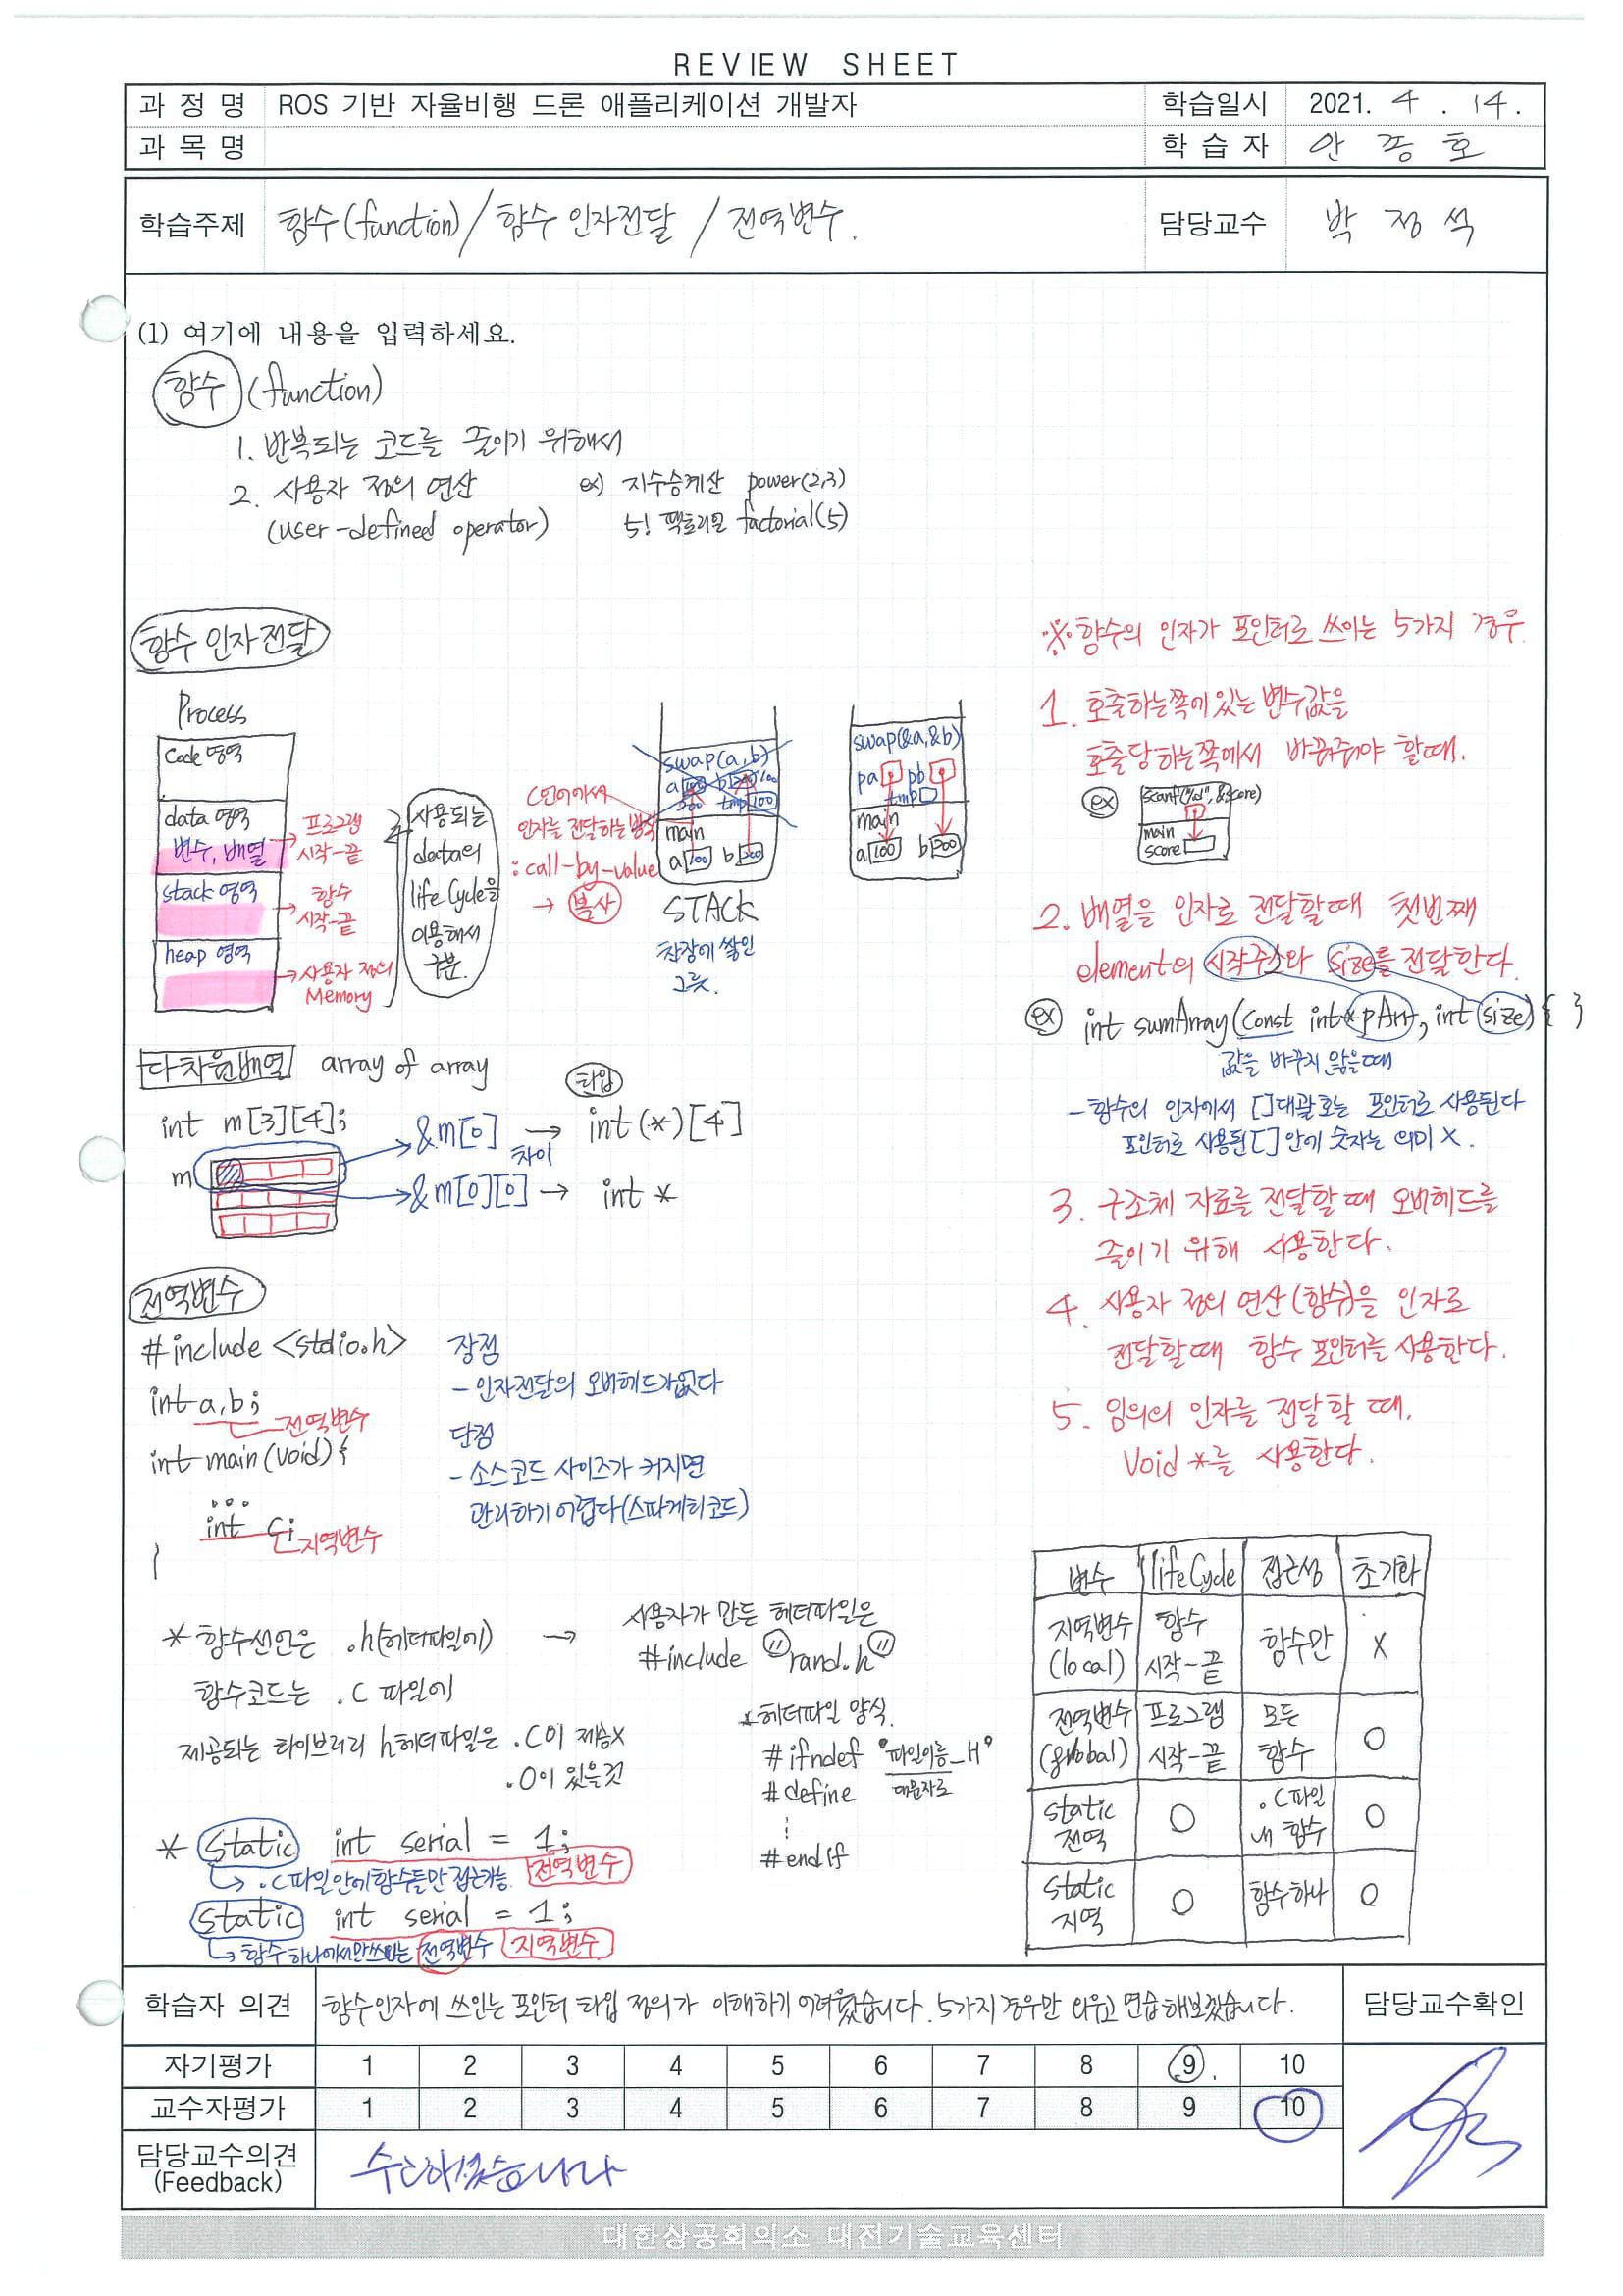 REVIEW SHEET
과 정 명 ROS 기반 자율비행 드론 애플리케이션 개발자 학습일시 2021. 4 . 14 .
과 목 명 학 습 자 안 종 호
학습주제 함수(function) / 함수 인자전달 / 전역변수. 담당교수 박 정 석
(1) 여기에 내용을 입력하세요.
함수 (function)
1. 반복되는 코드를 줄이기 위해서
2. 사용자 정의 연산 ex) 지수승계산 power(2,3)
(user-defined operator) 5! 팩토리얼 factorial(5)
함수 인자전달
Process
Code 영역
data 영역
변수, 배열 → 프로그램 시작-끝
stack 영역 → 함수 시작-끝
heap 영역 → 사용자 정의 Memory
사용되는
data의
life Cycle을
이용해서
구분.
C언어에서
인자를 전달하는 방식
: call-by-value
→ 복사
swap(a,b)
a 100 b 200 100
200 tmp 100
main
a 100 b 200
STACK
찬장에 쌓인
그릇.
swap(&a,&b)
pa pb
tmp
main
a 100 b 200
다차원배열 array of array
타입
int m[3][4];
m
&m[0] → int(*)[4]
차이
&m[0][0] → int *
전역변수
#include <stdio.h>
int a,b;
전역변수
int main(void){
...
int c;
지역변수
}
장점
- 인자전달의 오버헤드가없다
단점
- 소스코드 사이즈가 커지면
관리하기 어렵다(스파게티코드)
* 함수선언은 .h(헤더파일에) → 사용자가 만든 헤더파일은
#include "rand.h"
함수코드는 .C 파일에
제공되는 라이브러리 h헤더파일은 .C이 제공X
.O이 있을것
* 헤더파일 양식.
#ifndef "파일이름_H"
#define 대문자로
⋮
#endif
* static int serial = 1;
↳ .C파일안에함수들만 접근가능. 전역변수
static int serial = 1;
↳ 함수하나에서만쓰이는 전역변수 지역변수
※함수의 인자가 포인터로 쓰이는 5가지 경우.
1. 호출하는쪽에있는 변수값을
호출당하는쪽에서 바꿔줘야 할때.
ex scanf("%d", &score)
main
score
2. 배열을 인자로 전달할때 첫번째
element의 시작주소와 size를 전달한다.
ex int sumArray(const int*pArr, int size){ }
값을 바꾸지 않을때
- 함수의 인자에서 []대괄호는 포인터로 사용된다
포인터로 사용된[]안에 숫자는 의미 X.
3. 구조체 자료를 전달할때 오버헤드를
줄이기 위해 사용한다.
4. 사용자 정의 연산(함수)을 인자로
전달할때 함수 포인터를 사용한다.
5. 임의의 인자를 전달할 때,
Void *를 사용한다.
변수 lifeCycle 접근성 초기화
지역변수 (local) 함수 시작-끝 함수만 X
전역변수 (global) 프로그램 시작-끝 모든 함수 O
static 전역 O .C파일 내 함수 O
static 지역 O 함수하나 O
학습자 의견 함수인자에 쓰인는 포인터 타입 정의가 이해하기 어려웠습니다. 5가지 경우만 외우고 연습해보겠습니다. 담당교수확인
자기평가 1 2 3 4 5 6 7 8 9. 10
교수자평가 1 2 3 4 5 6 7 8 9 10
담당교수의견 수고하셨습니다
(Feedback)
대한상공회의소 대전기술교육센터